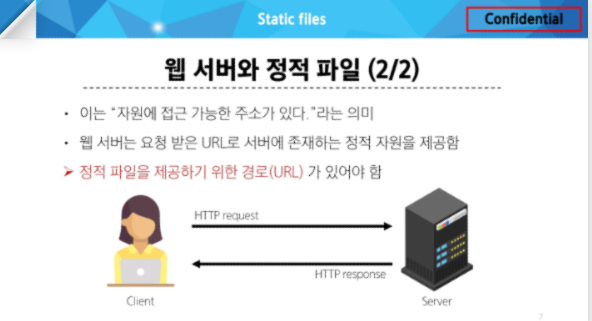 Static files
Confidential
웹 서버와 정적 파일 (2/2)
• 이는 “자원에 접근 가능한 주소가 있다.”라는 의미
• 웹 서버는 요청 받은 URL로 서버에 존재하는 정적 자원을 제공함
➤ 정적 파일을 제공하기 위한 경로(URL) 가 있어야 함
HTTP request
HTTP response
Client
Server
7